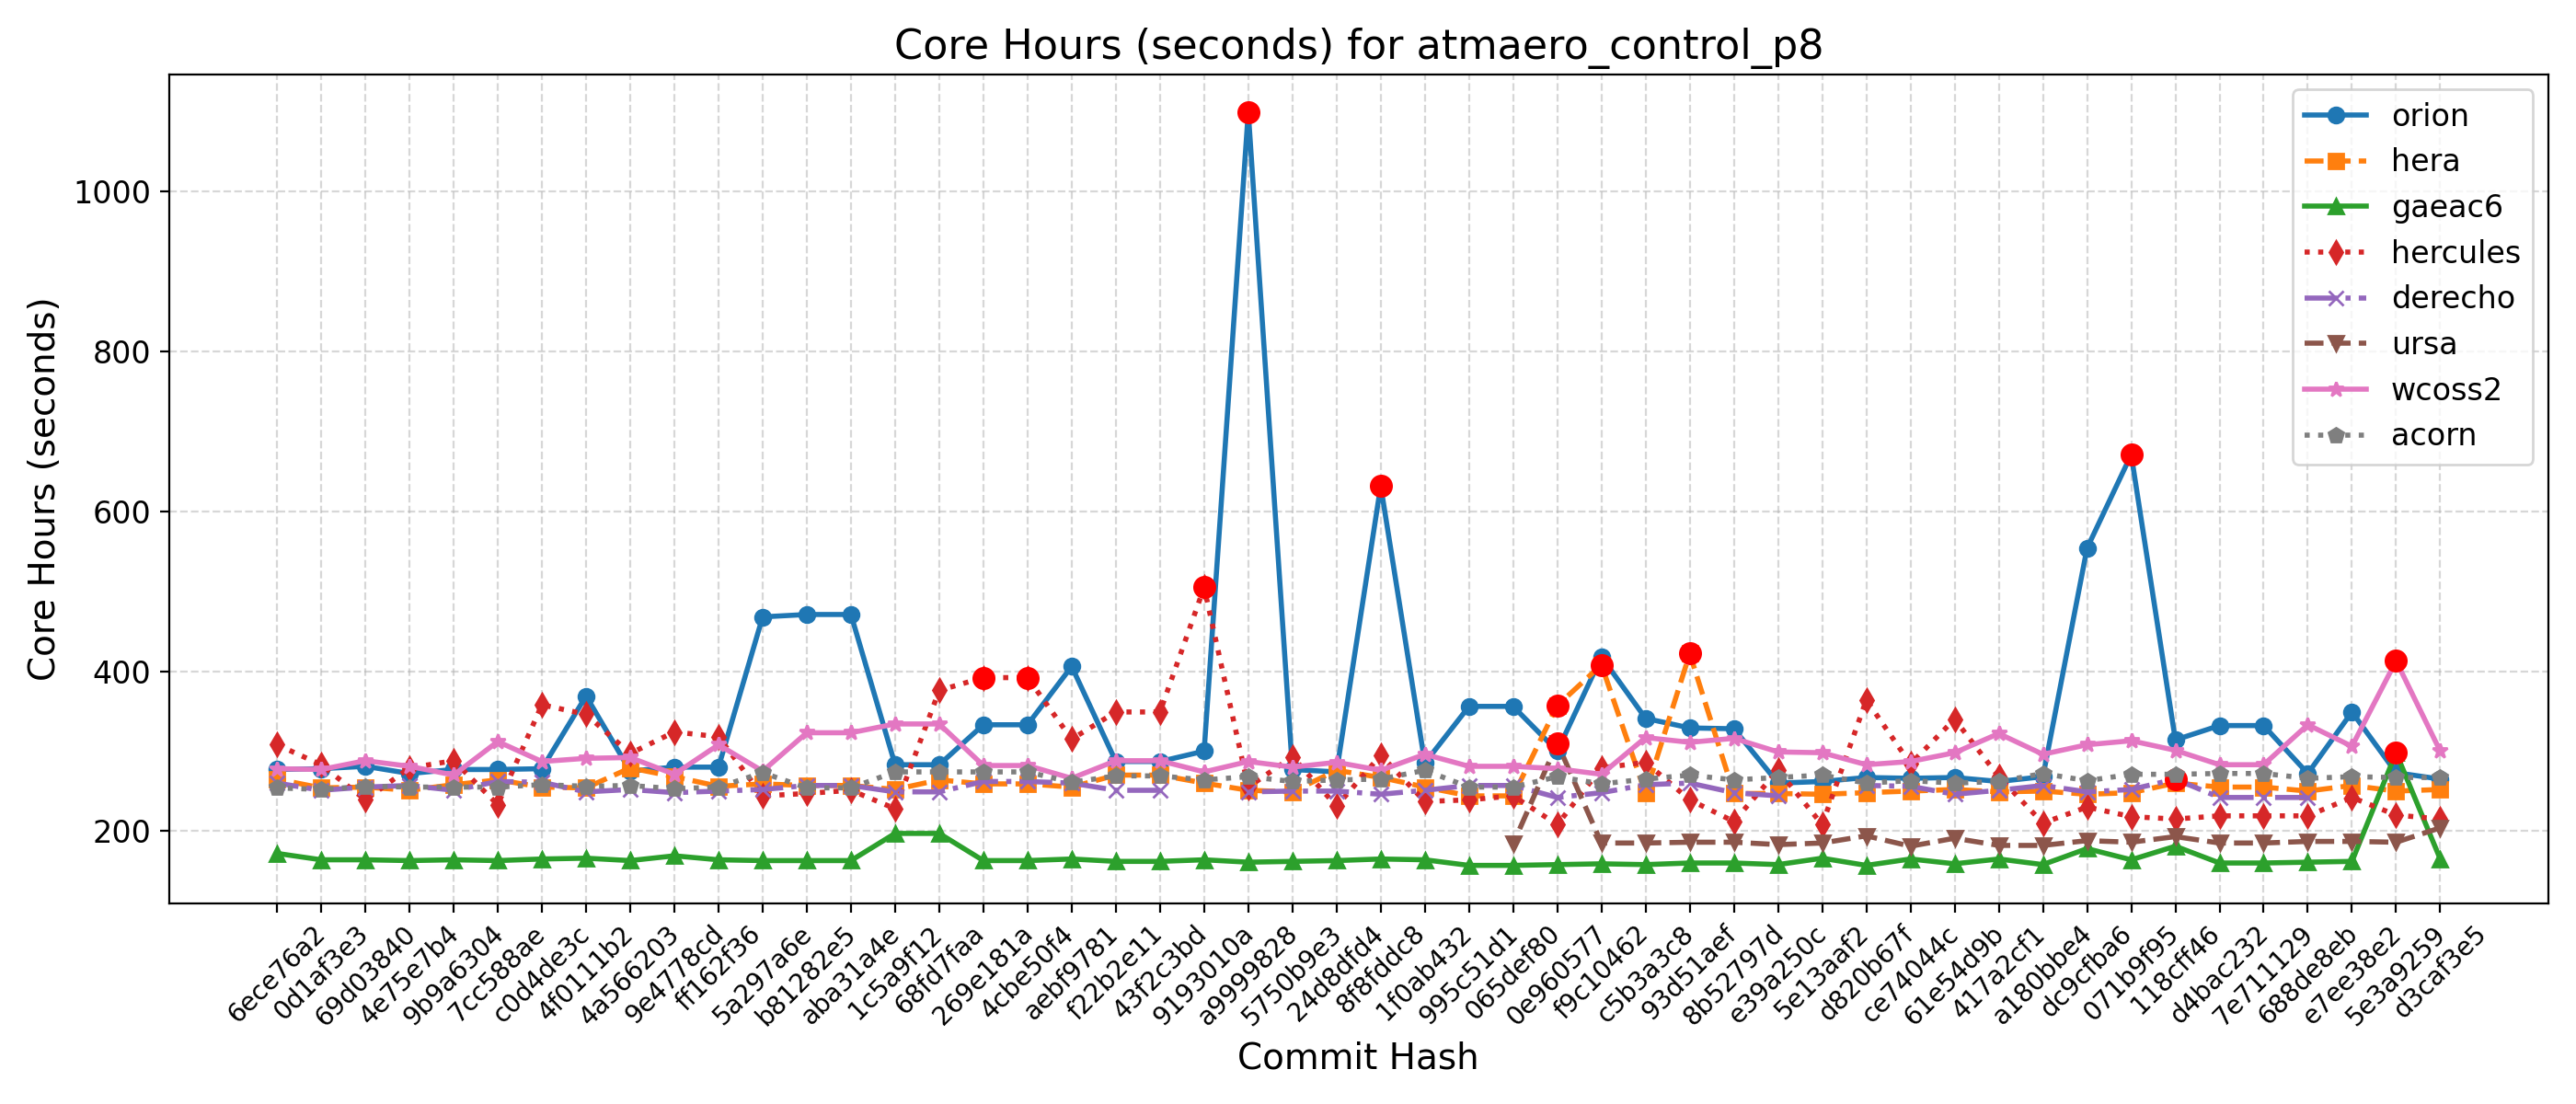 Core Hours (seconds) for atmaero_control_p8
Core Hours (seconds)
1000
800
600
400
200
orion
hera
gaeac6
hercules
derecho
ursa
wcoss2
acorn
6ece76a2
0d1af3e3
69d03840
4e75e7b4
9b9a6304
7cc588ae
c0d4de3c
4f0111b2
4a566203
9e4778cd
ff162f36
5a297a6e
b81282e5
aba31a4e
1c5a9f12
68fd7faa
269e181a
4cbe50f4
aebf9781
f22b2e11
43f2c3bd
9193010a
a9999828
5750b9e3
24d8dfd4
8f8fddc8
1f0ab432
995c51d1
065def80
0e960577
f9c10462
c5b3a3c8
93d51aef
8b52797d
e39a250c
5e13aaf2
d820b67f
ce74044c
61e54d9b
417a2cf1
a180bbe4
dc9cfba6
071b9f95
118cff46
d4bac232
7e711129
688de8eb
e7ee38e2
5e3a9259
d3caf3e5
Commit Hash